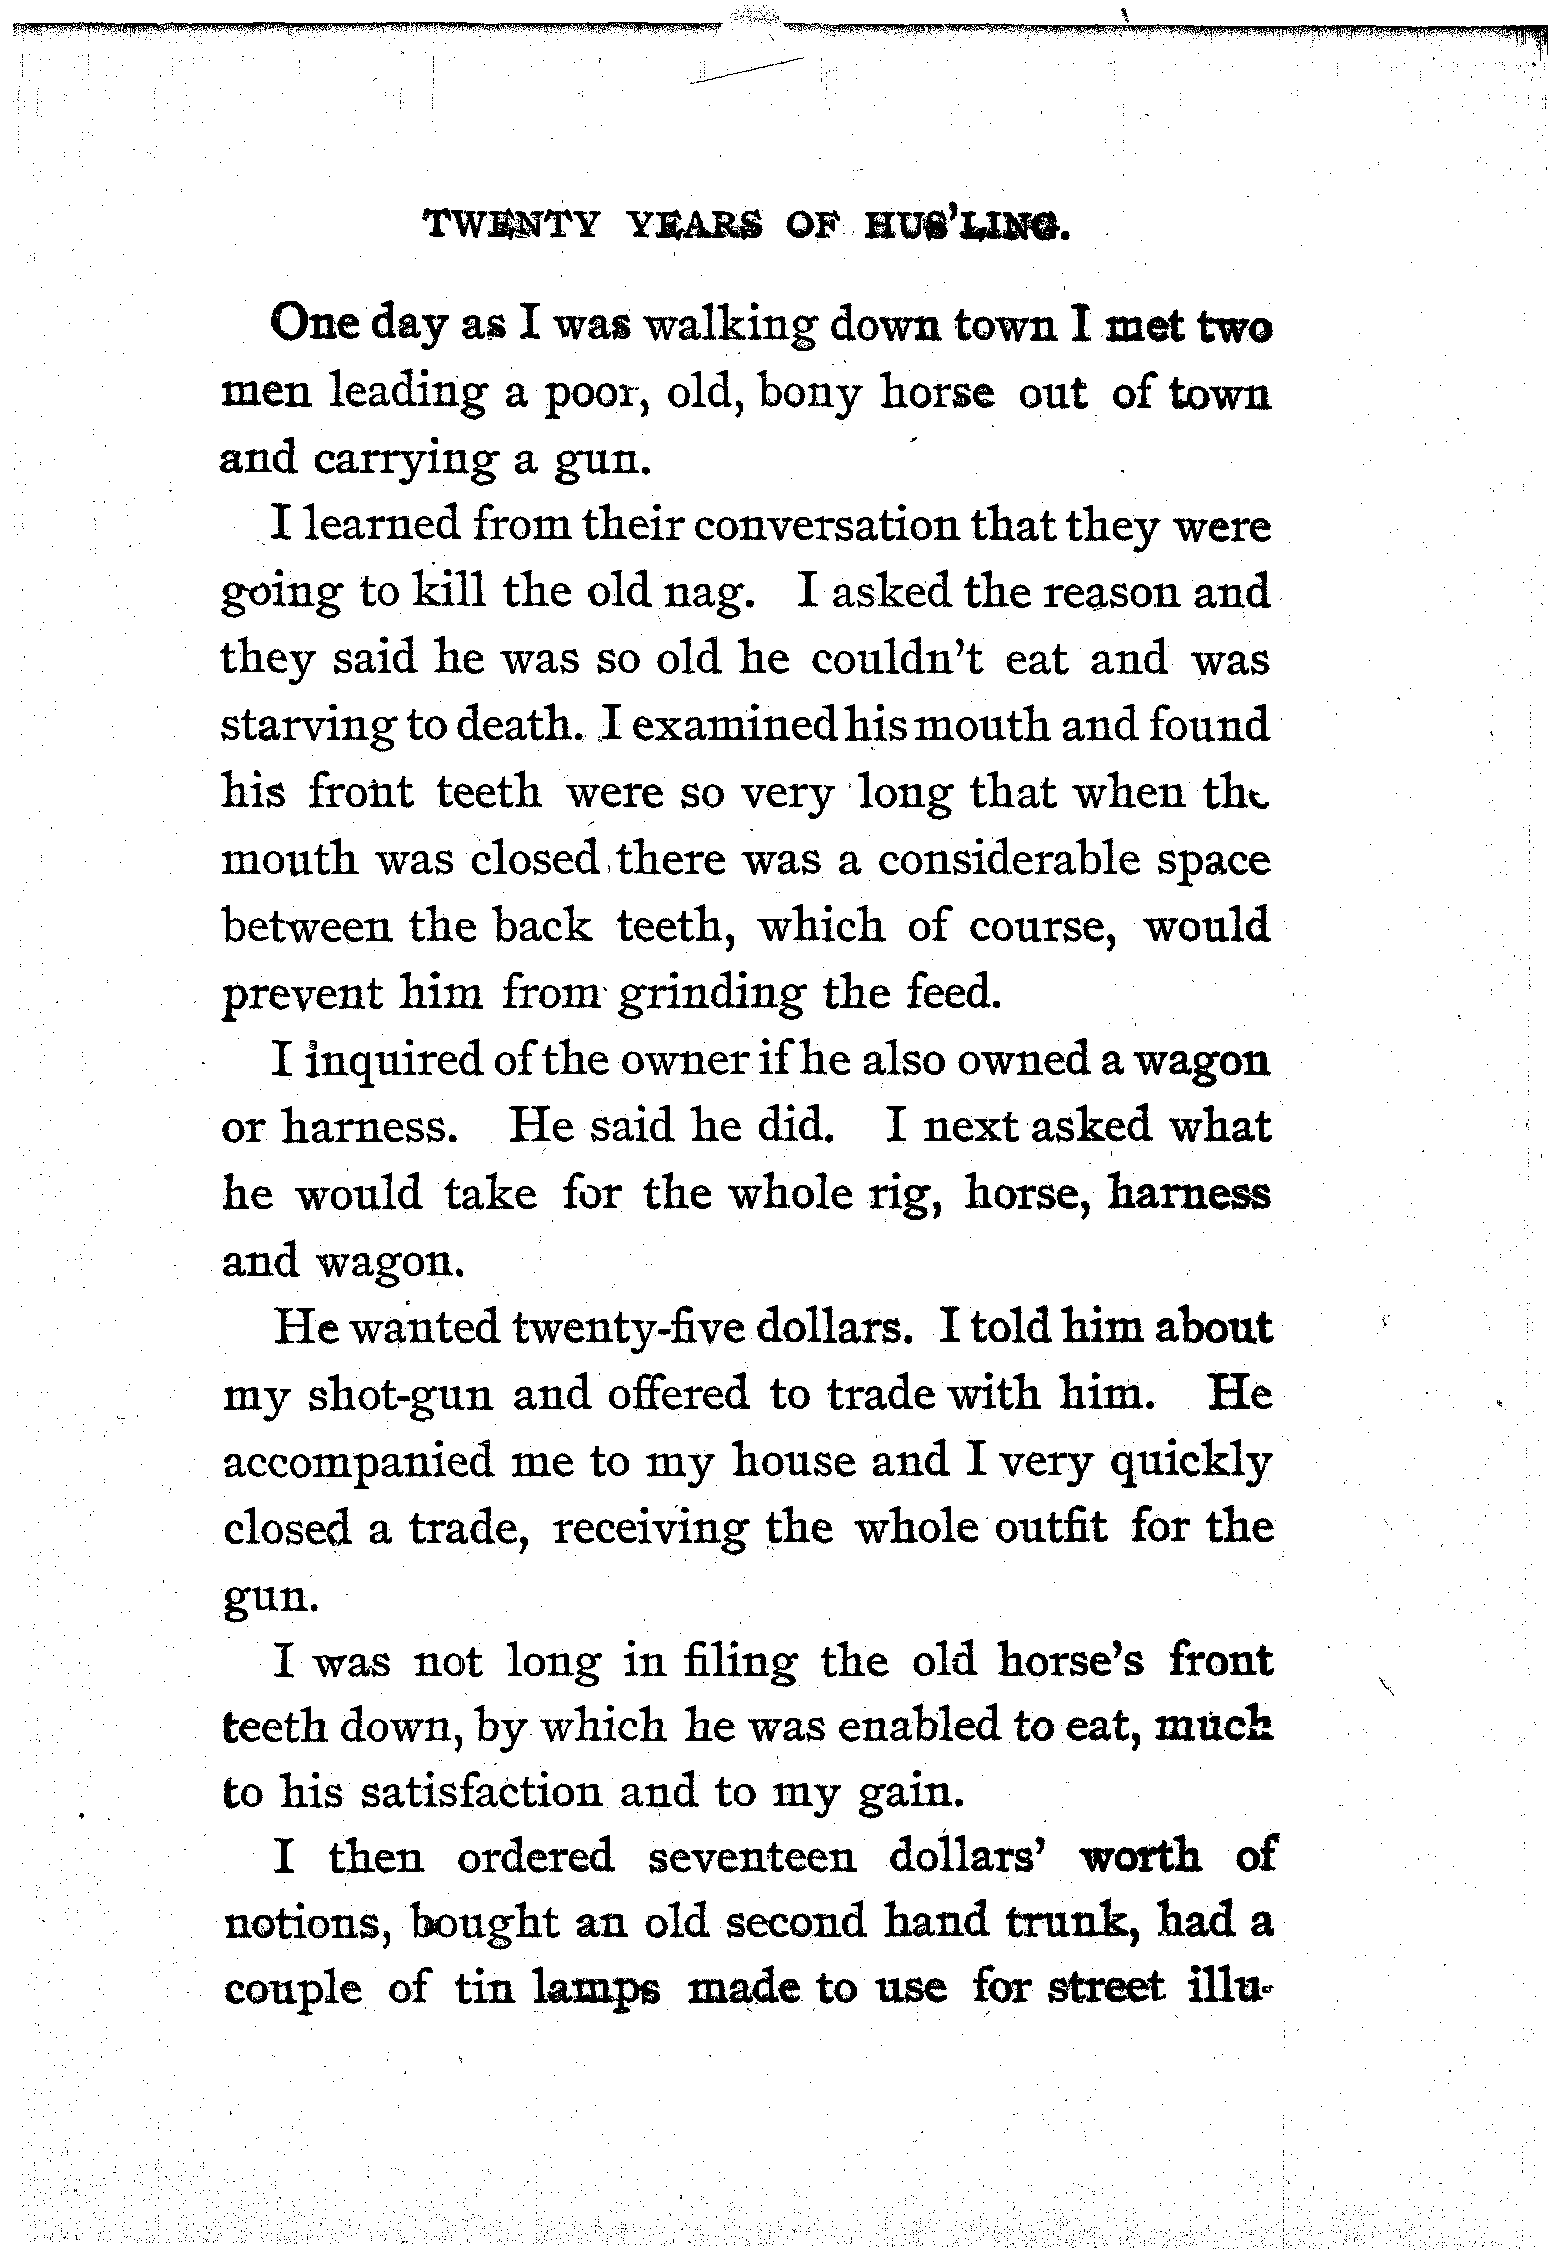 TWENTY YEARS OF HUS'LING.
One day as I was walking down town I met two
men leading a poor, old, bony horse out of town
and carrying a gun.
I learned from their conversation that they were
going to kill the old nag. I asked the reason and
they said he was so old he couldn't eat and was
starving to death. I examined his mouth and found
his front teeth were so very long that when the
mouth was closed there was a considerable space
between the back teeth, which of course, would
prevent him from grinding the feed.
I inquired of the owner if he also owned a wagon
or harness. He said he did. I next asked what
he would take for the whole rig, horse, harness
and wagon.
He wanted twenty-five dollars. I told him about
my shot-gun and offered to trade with him. He
accompanied me to my house and I very quickly
closed a trade, receiving the whole outfit for the
gun.
I was not long in filing the old horse's front
teeth down, by which he was enabled to eat, much
to his satisfaction and to my gain.
I then ordered seventeen dollars' worth of
notions, bought an old second hand trunk, had a
couple of tin lamps made to use for street illu-